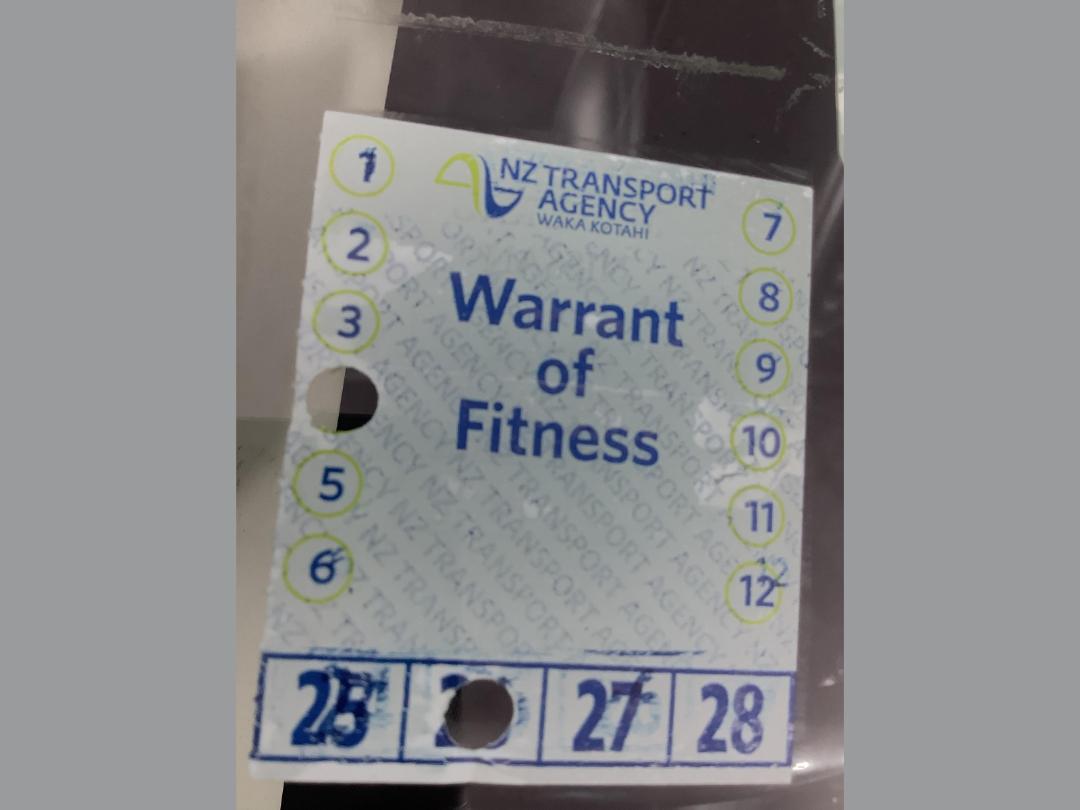 NZ TRANSPORT
AGENCY
WAKA KOTAHI
1
2
3
5
6
7
8
9
10
11
12
Warrant
of
Fitness
25
27
28